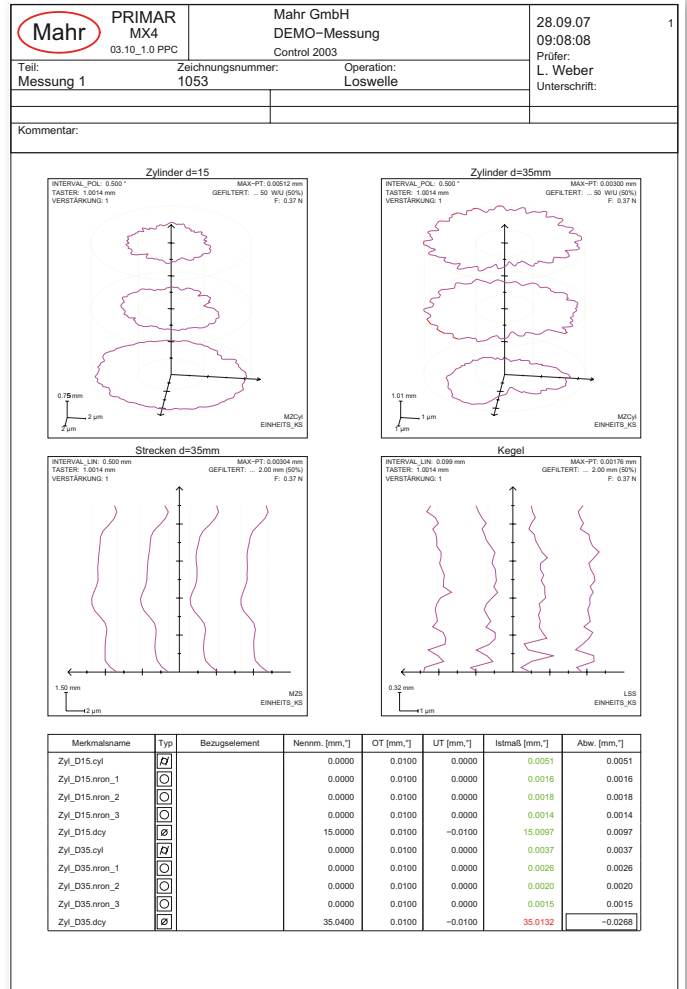 Mahr
PRIMAR
MX4
03.10_1.0 PPC
Mahr GmbH
DEMO−Messung
Control 2003
28.09.07 1
09:08:08
Prüfer:
L. Weber
Unterschrift:
Teil: Zeichnungsnummer: Operation:
Messung 1 1053 Loswelle
Kommentar:
Zylinder d=15
INTERVAL_POL: 0.500 ° MAX−PT: 0.00512 mm
TASTER: 1.0014 mm GEFILTERT: ... 50 W/U (50%)
VERSTÄRKUNG: 1 F: 0.37 N
0.75 mm
2 µm
2 µm
MZCyl
EINHEITS_KS
Zylinder d=35mm
INTERVAL_POL: 0.500 ° MAX−PT: 0.00300 mm
TASTER: 1.0014 mm GEFILTERT: ... 50 W/U (50%)
VERSTÄRKUNG: 1 F: 0.37 N
1.01 mm
1 µm
1 µm
MZCyl
EINHEITS_KS
Strecken d=35mm
INTERVAL_LIN: 0.500 mm MAX−PT: 0.00304 mm
TASTER: 1.0014 mm GEFILTERT: ... 2.00 mm (50%)
VERSTÄRKUNG: 1 F: 0.37 N
1.50 mm
2 µm
MZS
EINHEITS_KS
Kegel
INTERVAL_LIN: 0.099 mm MAX−PT: 0.00176 mm
TASTER: 1.0014 mm GEFILTERT: ... 2.00 mm (50%)
VERSTÄRKUNG: 1 F: 0.37 N
0.32 mm
1 µm
LSS
EINHEITS_KS
Merkmalsname Typ Bezugselement Nennm. [mm,°] OT [mm,°] UT [mm,°] Istmaß [mm,°] Abw. [mm,°]
Zyl_D15.cyl 0.0000 0.0100 0.0000 0.0051 0.0051
Zyl_D15.nron_1 0.0000 0.0100 0.0000 0.0016 0.0016
Zyl_D15.nron_2 0.0000 0.0100 0.0000 0.0018 0.0018
Zyl_D15.nron_3 0.0000 0.0100 0.0000 0.0014 0.0014
Zyl_D15.dcy ⌀ 15.0000 0.0100 −0.0100 15.0097 0.0097
Zyl_D35.cyl 0.0000 0.0100 0.0000 0.0037 0.0037
Zyl_D35.nron_1 0.0000 0.0100 0.0000 0.0026 0.0026
Zyl_D35.nron_2 0.0000 0.0100 0.0000 0.0020 0.0020
Zyl_D35.nron_3 0.0000 0.0100 0.0000 0.0015 0.0015
Zyl_D35.dcy ⌀ 35.0400 0.0100 −0.0100 35.0132 −0.0268